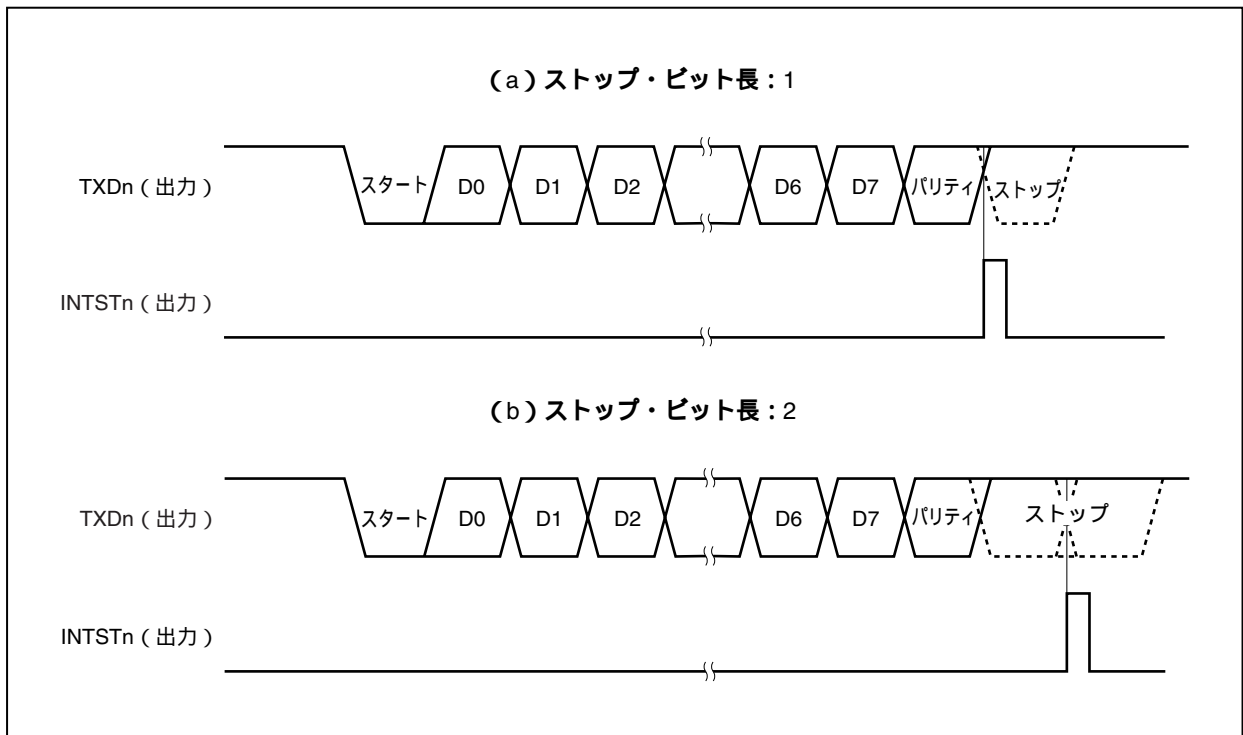 (a)ストップ・ビット長:1
TXDn(出力)
スタート D0 D1 D2 D6 D7 パリティ ストップ
INTSTn(出力)
(b)ストップ・ビット長:2
TXDn(出力)
スタート D0 D1 D2 D6 D7 パリティ ストップ
INTSTn(出力)